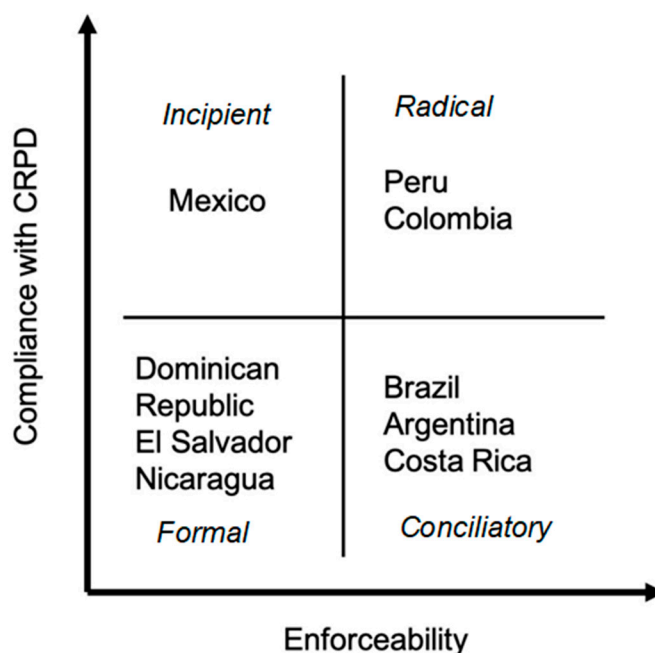 Compliance with CRPD
Incipient
Mexico
Radical
Peru
Colombia
Dominican
Republic
El Salvador
Nicaragua
Formal
Brazil
Argentina
Costa Rica
Conciliatory
Enforceability